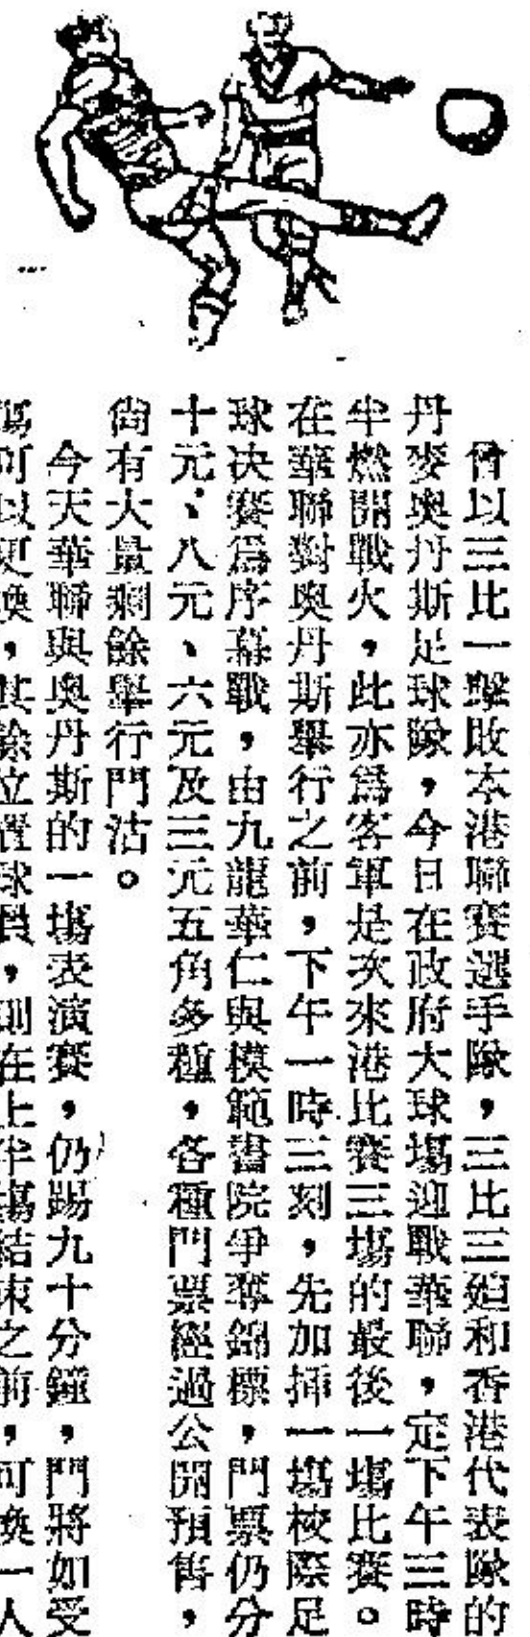 曾以三比一擊敗本港聯賽選手隊，三比三迫和香港代表隊的
丹麥奧丹斯足球隊，今日在政府大球場迎戰華聯，定下午三時
半燃開戰火，此亦爲客軍是次來港比賽三塲的最後一塲比賽。
在華聯對奧丹斯舉行之前，下午一時三刻，先加揷一塲校際足
球决賽爲序幕戰，由九龍華仁與模範書院爭奪錦標，門票仍分
十元、八元、六元及三元五角多種，各種門票經過公開預售，
尙有大量剩餘舉行門沽。
今天華聯與奧丹斯的一塲表演賽，仍踢九十分鐘，門將如受
傷可以更換，其餘位置球員，則在上半塲結束之前，可換一人